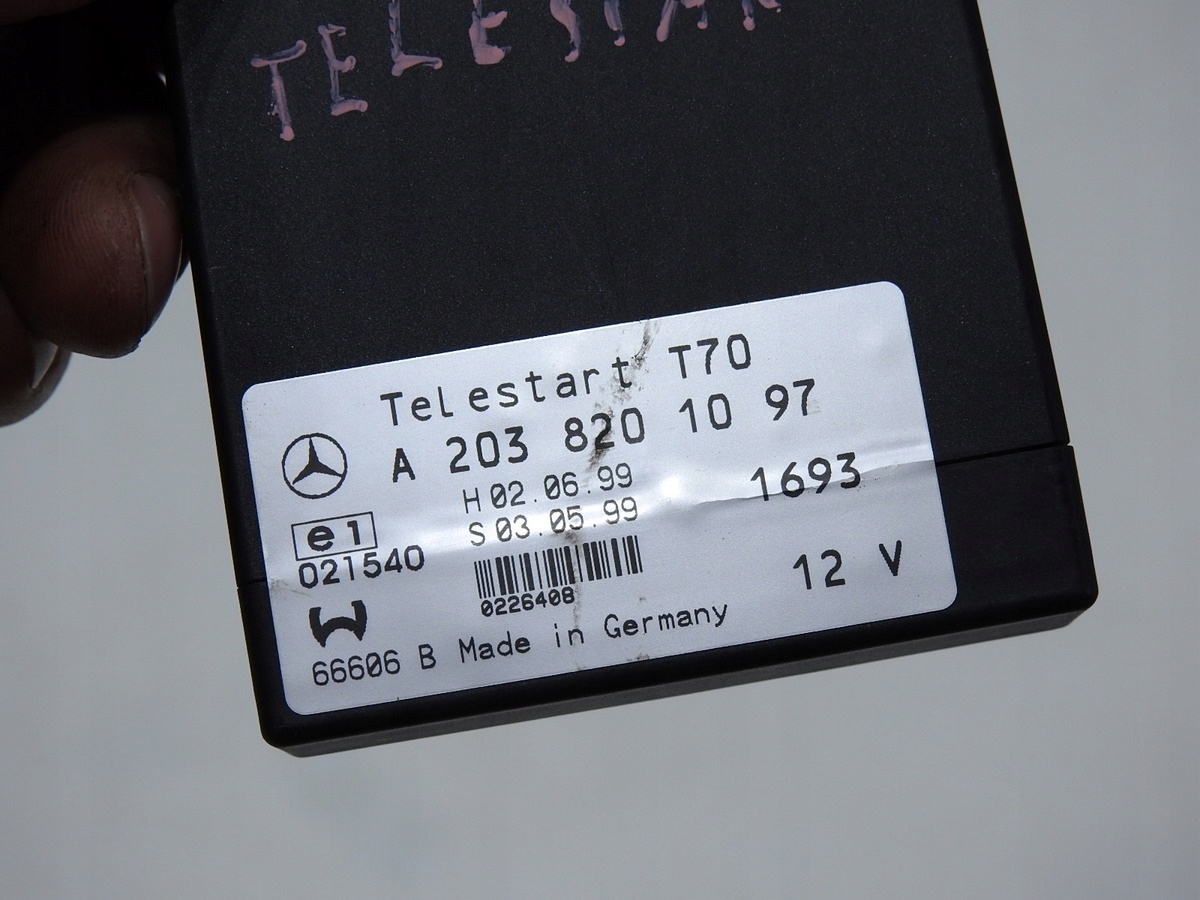 TELESTAR
Telestart T70
A 203 820 10 97
H 02.06.99
S 03.05.99
1693
e1
021540
0226408
12 V
66606 B Made in Germany